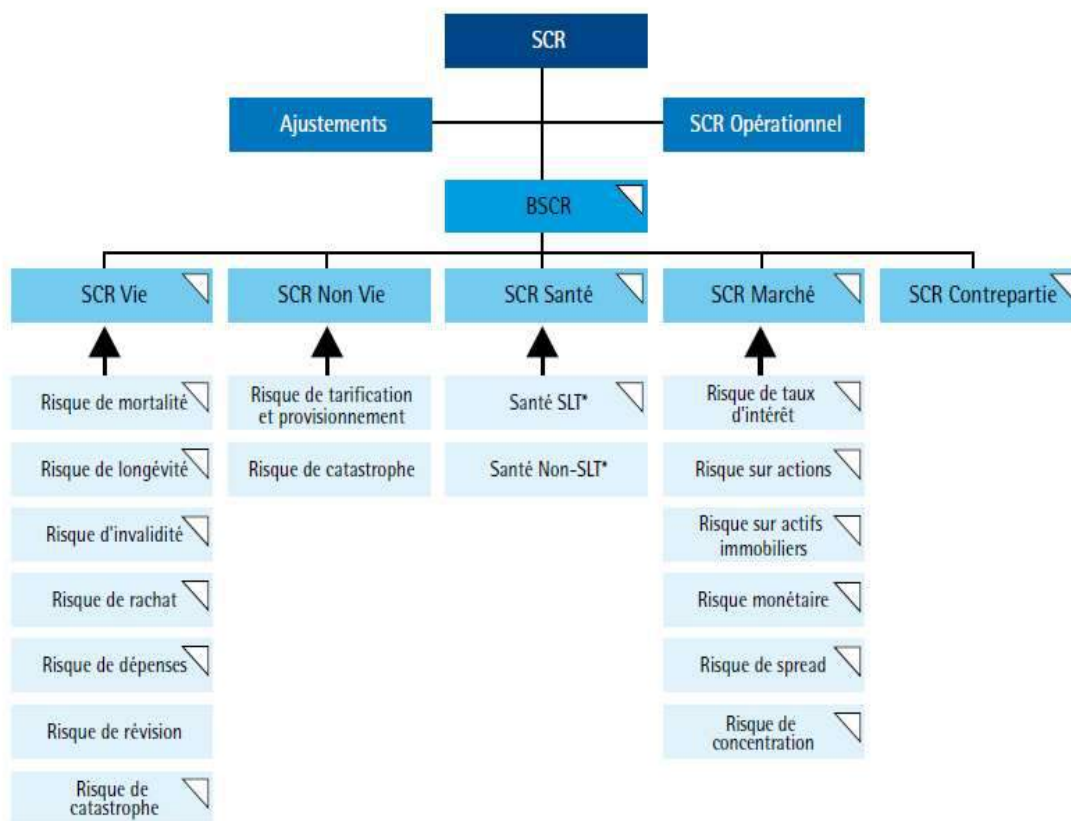 SCR
Ajustements
SCR Opérationnel
BSCR
SCR Vie
SCR Non Vie
SCR Santé
SCR Marché
SCR Contrepartie
Risque de mortalité
Risque de longévité
Risque d'invalidité
Risque de rachat
Risque de dépenses
Risque de révision
Risque de
catastrophe
Risque de tarification
et provisionnement
Risque de catastrophe
Santé SLT*
Santé Non-SLT*
Risque de taux
d'intérêt
Risque sur actions
Risque sur actifs
immobiliers
Risque monétaire
Risque de spread
Risque de
concentration